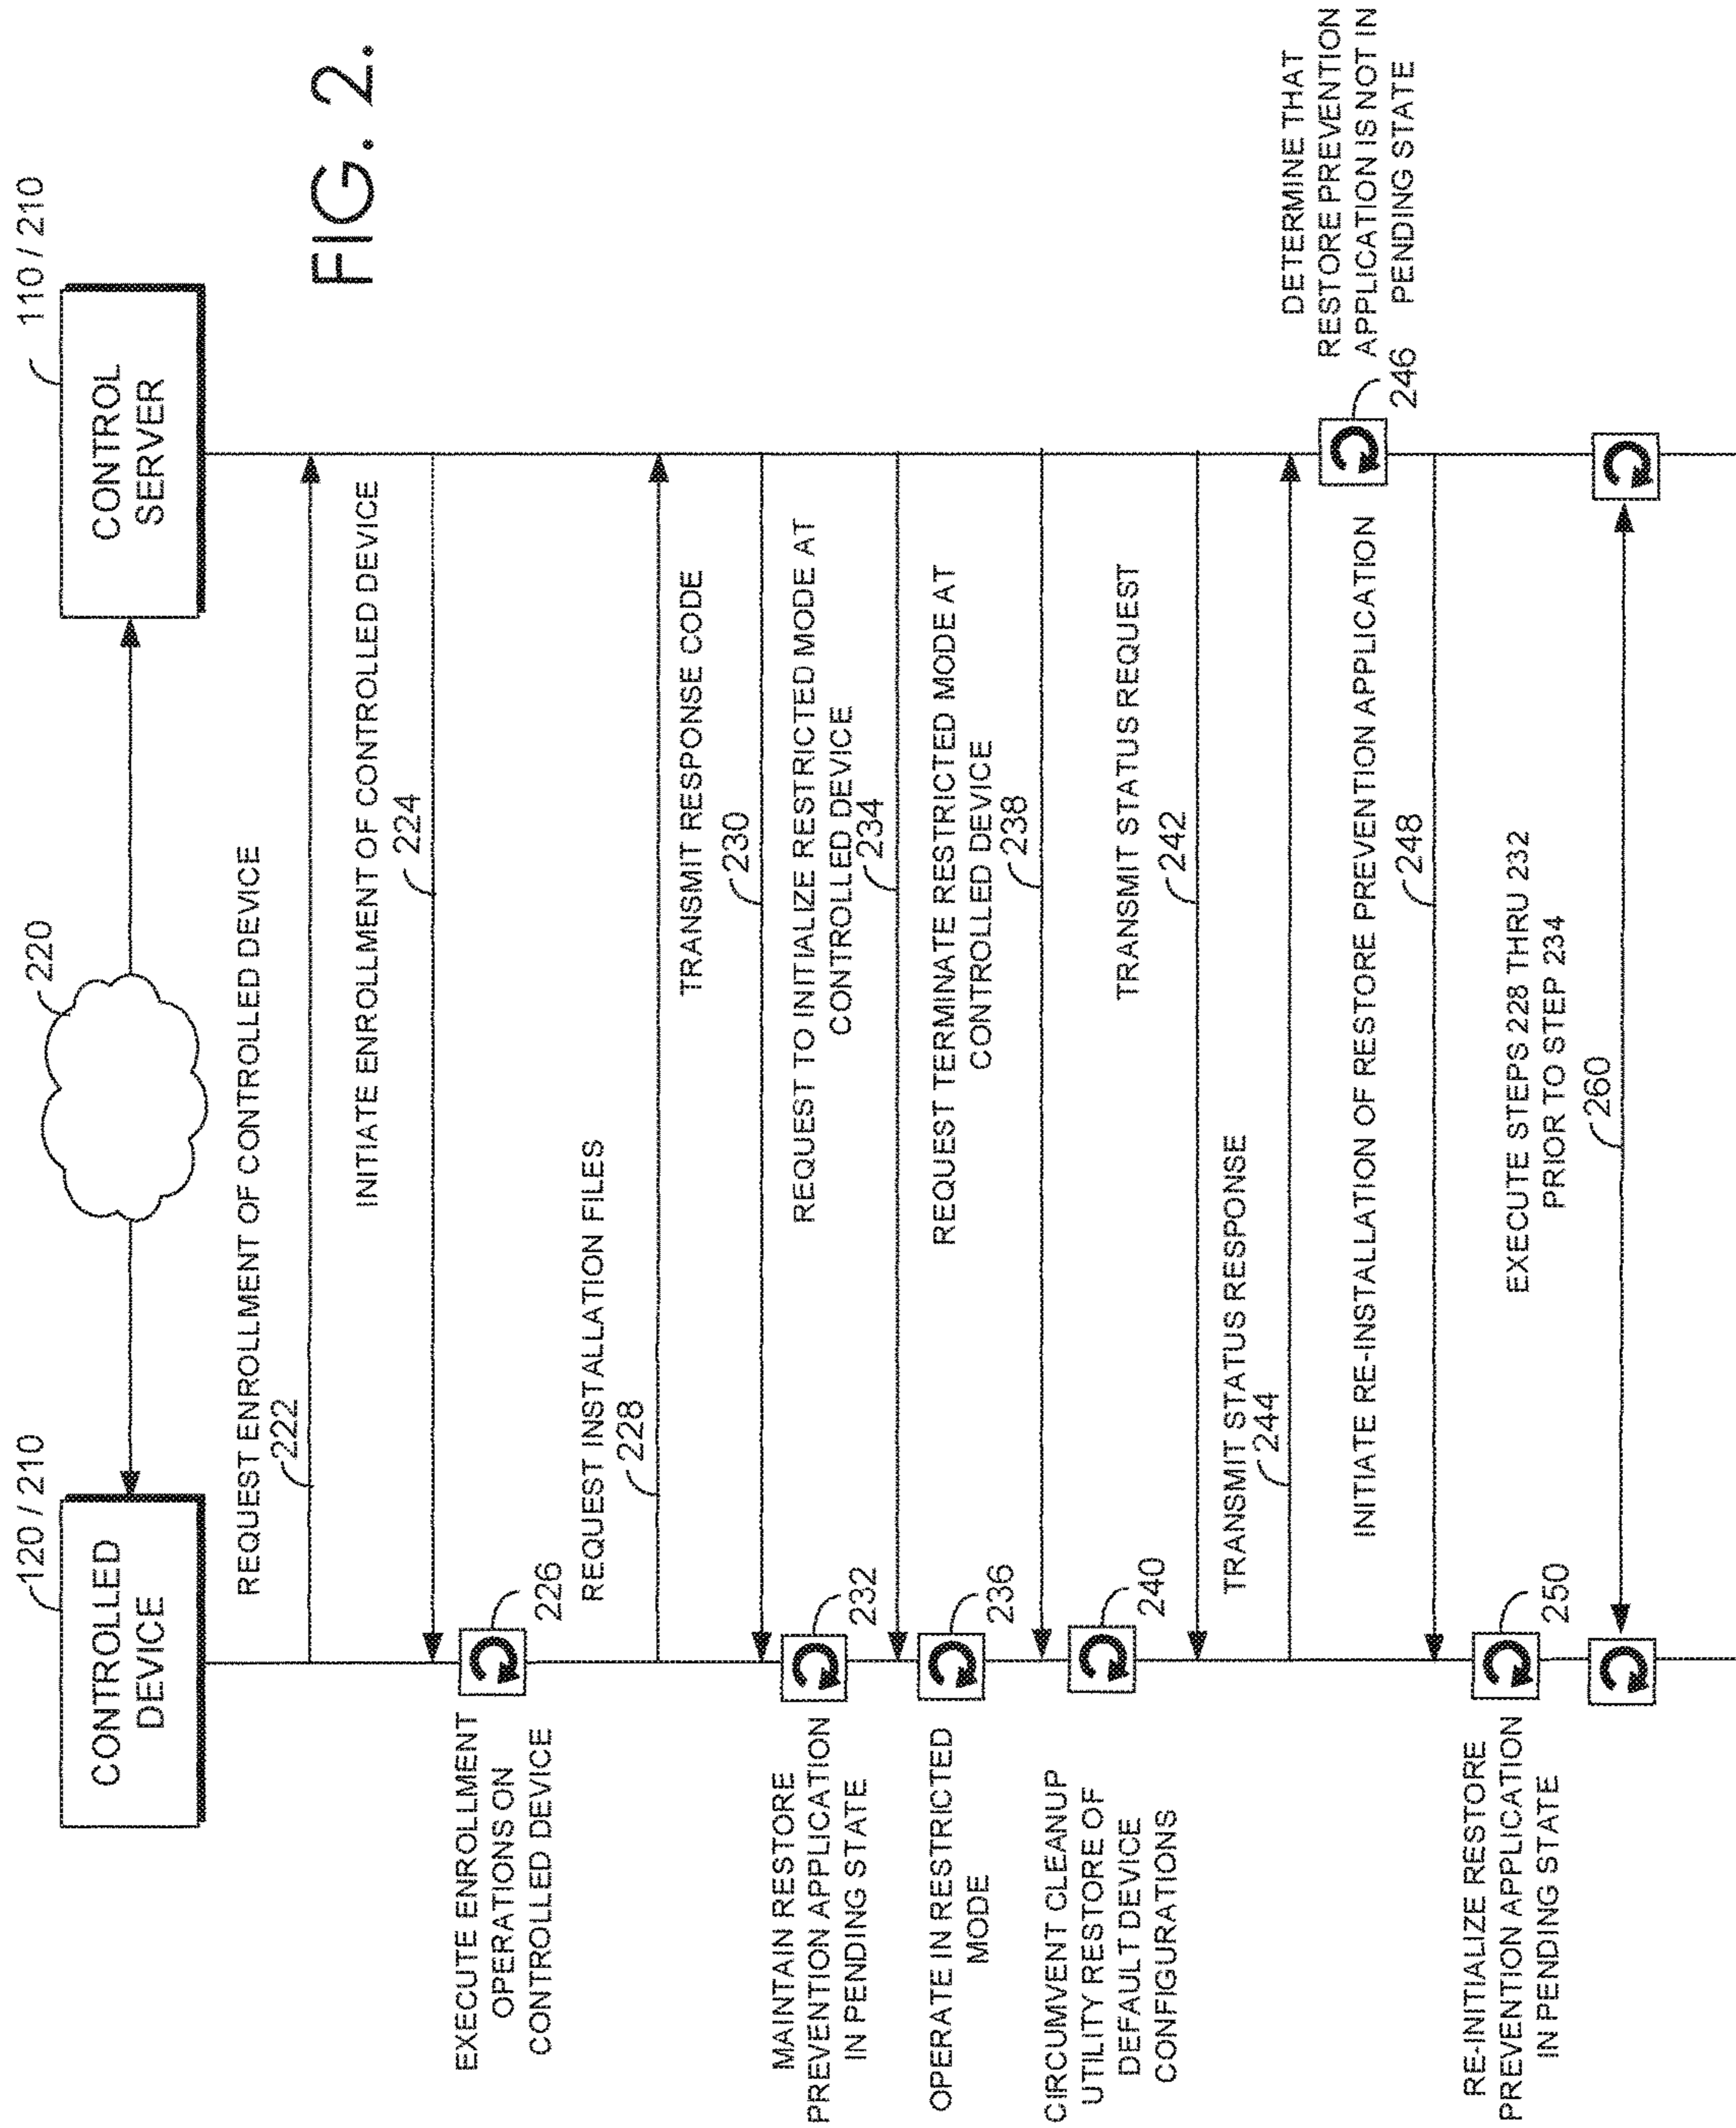 120 / 210
CONTROLLED
DEVICE
220
110 / 210
CONTROL
SERVER
FIG. 2.
REQUEST ENROLLMENT OF CONTROLLED DEVICE
222
INITIATE ENROLLMENT OF CONTROLLED DEVICE
224
EXECUTE ENROLLMENT
OPERATIONS ON
CONTROLLED DEVICE
226
REQUEST INSTALLATION FILES
228
TRANSMIT RESPONSE CODE
230
MAINTAIN RESTORE
PREVENTION APPLICATION
IN PENDING STATE
232
REQUEST TO INITIALIZE RESTRICTED MODE AT
CONTROLLED DEVICE
234
OPERATE IN RESTRICTED
MODE
236
REQUEST TERMINATE RESTRICTED MODE AT
CONTROLLED DEVICE
238
CIRCUMVENT CLEANUP
UTILITY RESTORE OF
DEFAULT DEVICE
CONFIGURATIONS
240
TRANSMIT STATUS REQUEST
242
TRANSMIT STATUS RESPONSE
244
DETERMINE THAT
RESTORE PREVENTION
APPLICATION IS NOT IN
PENDING STATE
246
INITIATE RE-INSTALLATION OF RESTORE PREVENTION APPLICATION
248
RE-INITIALIZE RESTORE
PREVENTION APPLICATION
IN PENDING STATE
250
EXECUTE STEPS 228 THRU 232
PRIOR TO STEP 234
260